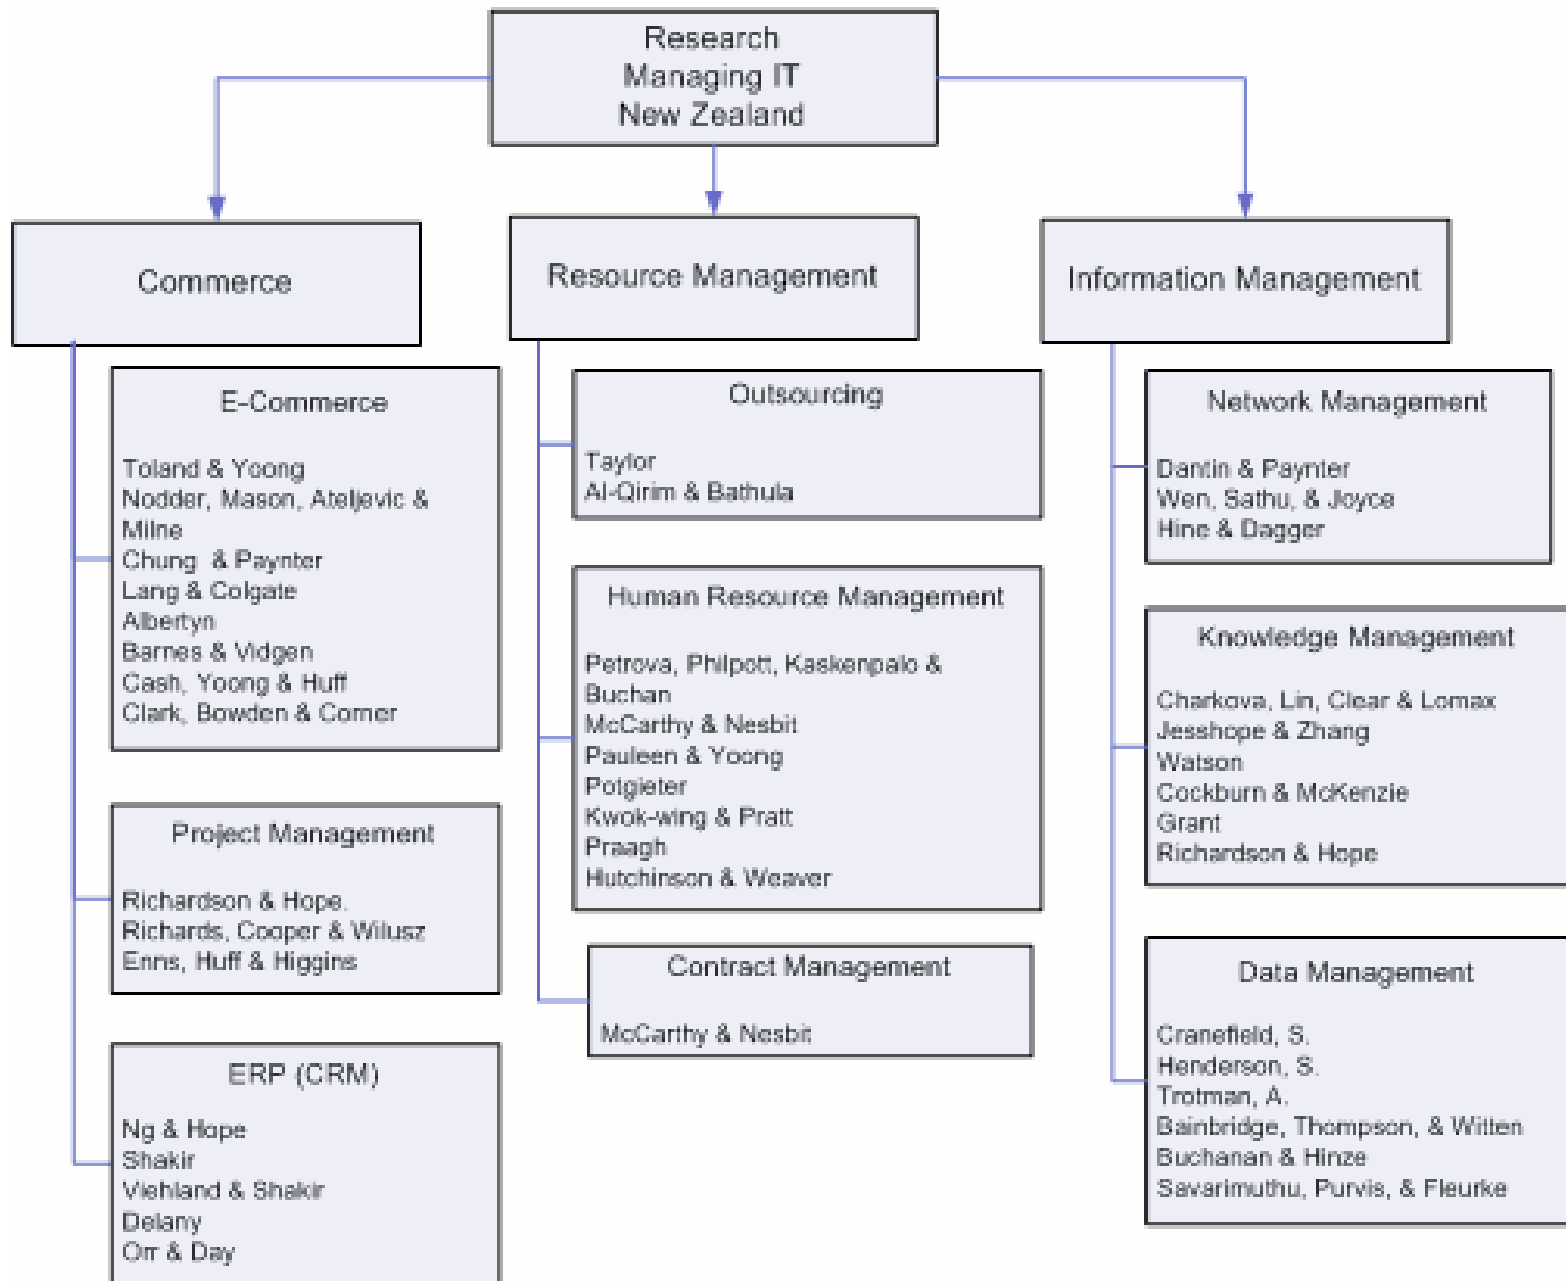 Research
Managing IT
New Zealand
Commerce
E-Commerce
Toland & Yoong
Nodder, Mason, Ateljevic &
Milne
Chung & Paynter
Lang & Colgate
Albertyn
Barnes & Vidgen
Cash, Yoong & Huff
Clark, Bowden & Corner
Project Management
Richardson & Hope.
Richards, Cooper & Wilusz
Enns, Huff & Higgins
ERP (CRM)
Ng & Hope
Shakir
Viehland & Shakir
Delany
Orr & Day
Resource Management
Outsourcing
Taylor
Al-Qirim & Bathula
Human Resource Management
Petrova, Philpott, Kaskenpalo &
Buchan
McCarthy & Nesbit
Pauleen & Yoong
Potgieter
Kwok-wing & Pratt
Praagh
Hutchinson & Weaver
Contract Management
McCarthy & Nesbit
Information Management
Network Management
Dantin & Paynter
Wen, Sathu, & Joyce
Hine & Dagger
Knowledge Management
Charkova, Lin, Clear & Lomax
Jesshope & Zhang
Watson
Cockburn & McKenzie
Grant
Richardson & Hope
Data Management
Cranefield, S.
Henderson, S.
Trotman, A.
Bainbridge, Thompson, & Witten
Buchanan & Hinze
Savarimuthu, Purvis, & Fleurke